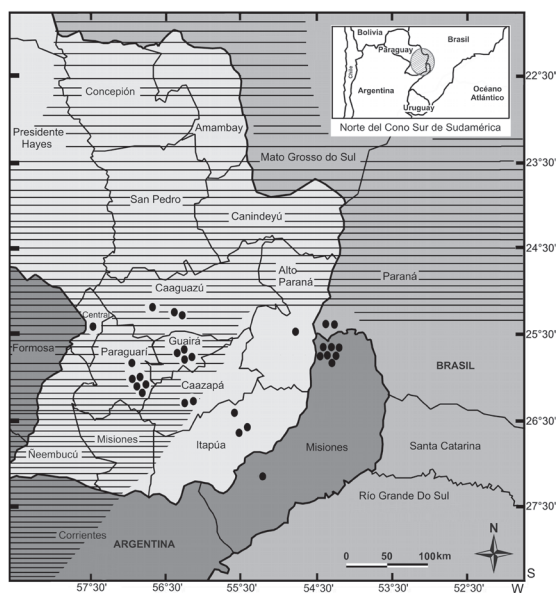 Bolivia
Brasil
Paraguay
Chile
Argentina
Océano
Atlántico
Uruguay
Norte del Cono Sur de Sudamérica
22°30'
Concepción
Amambay
Presidente
Hayes
Mato Grosso do Sul
23°30'
San Pedro
Canindeyú
24°30'
Alto
Paraná
Paraná
Caaguazú
Central
Guairá
25°30'
Formosa
Paraguarí
BRASIL
Caazapá
26°30'
Misiones
Itapúa
Misiones
Santa Catarina
Ñeembucú
Río Grande Do Sul
27°30'
Corrientes
ARGENTINA
N
0 50 100km
S
57°30' 56°30' 55°30' 54°30' 53°30' 52°30' W